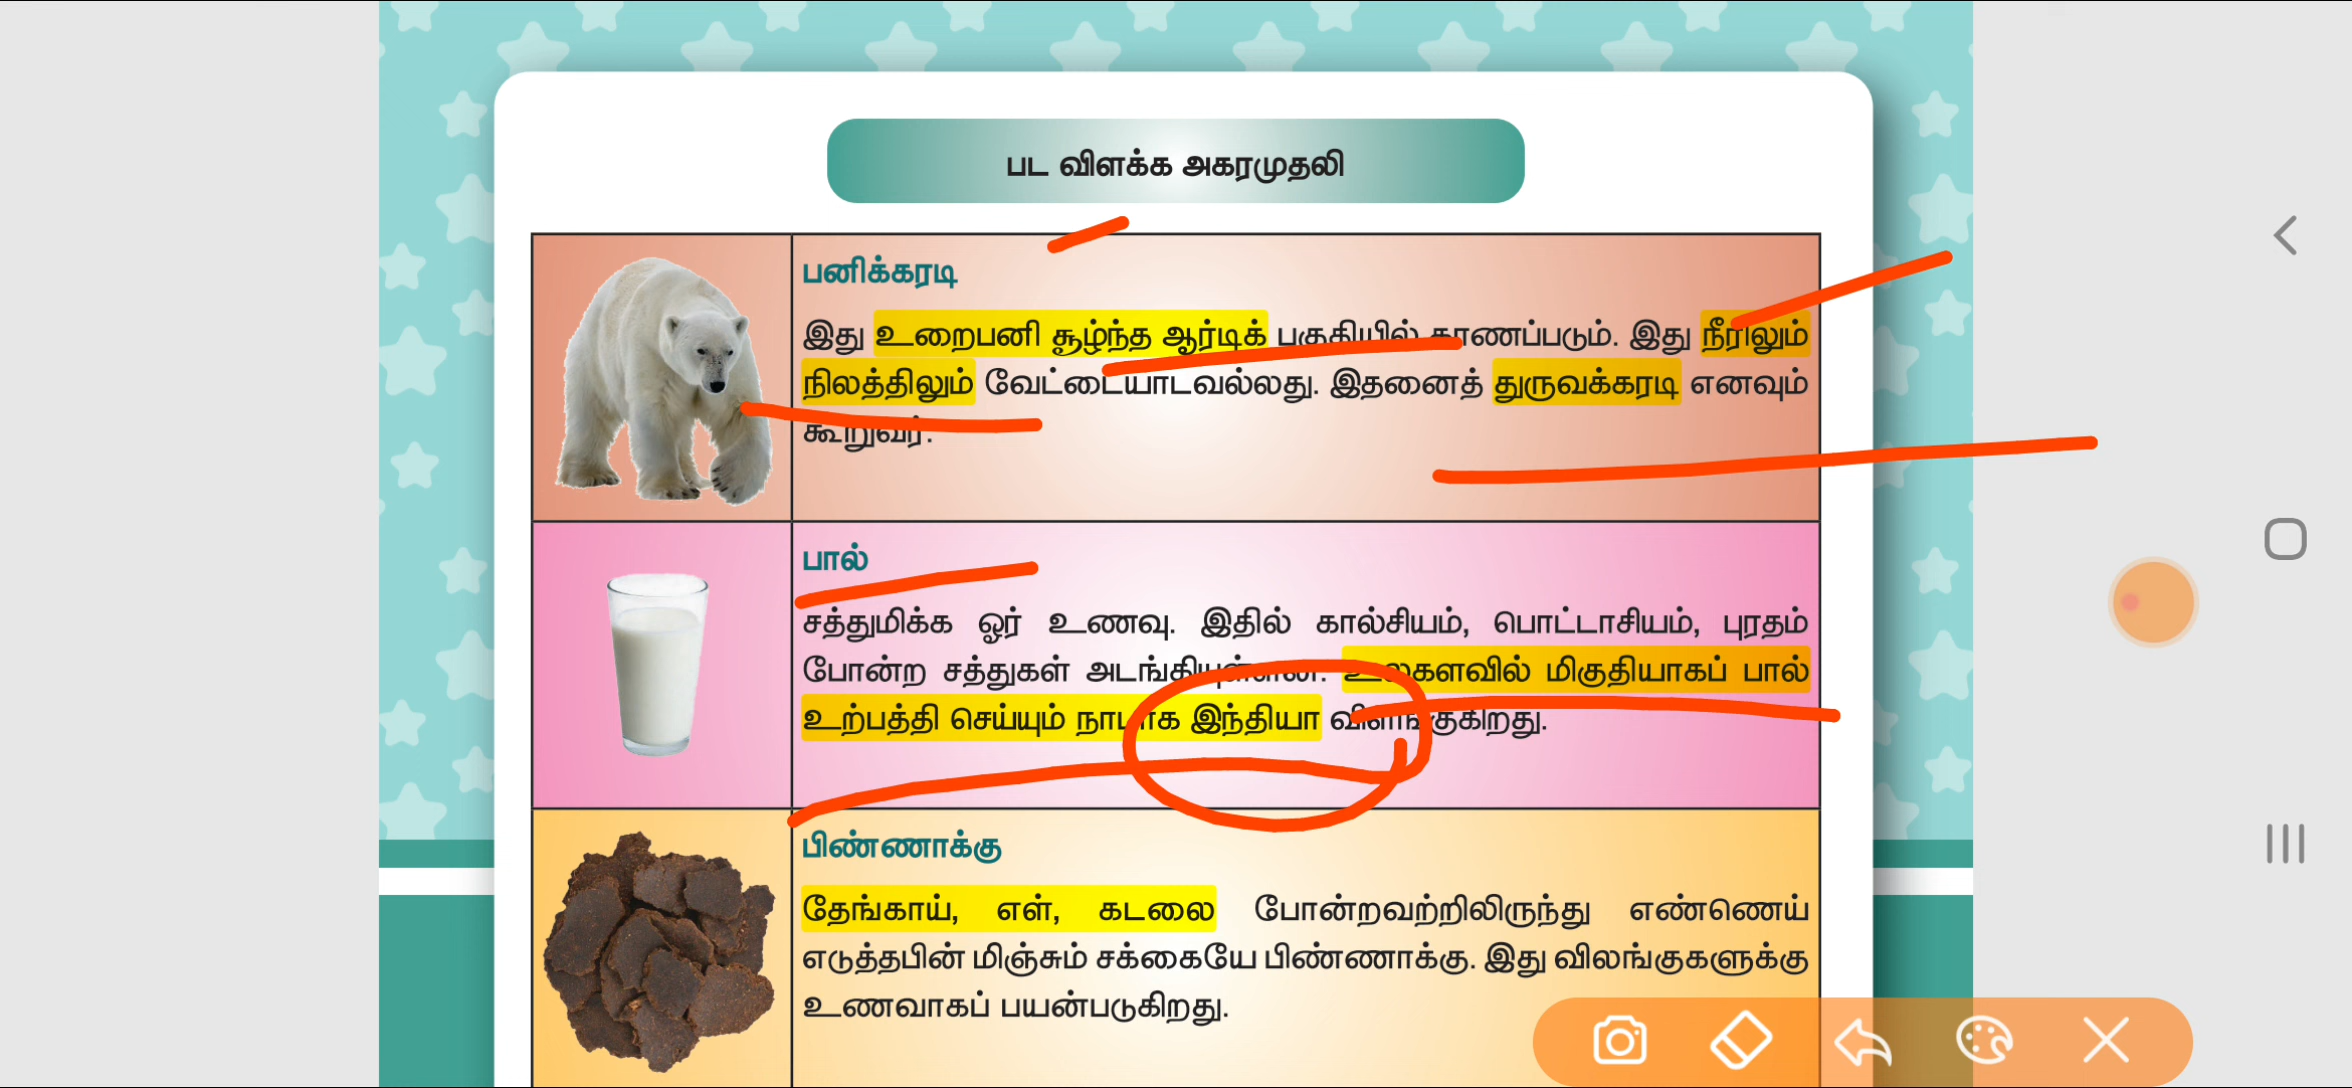 பட விளக்க அகரமுதலி
பனிக்கரடி
இது உறைபனி சூழ்ந்த ஆர்டிக் பகுதியில் காணப்படும். இது நீரிலும்
நிலத்திலும் வேட்டையாடவல்லது. இதனைத் துருவக்கரடி எனவும்
கூறுவர்.
பால்
சத்துமிக்க ஓர் உணவு. இதில் கால்சியம், பொட்டாசியம், புரதம்
போன்ற சத்துகள் அடங்கியுள்ளன. உலகளவில் மிகுதியாகப் பால்
உற்பத்தி செய்யும் நாடாக இந்தியா விளங்குகிறது.
பிண்ணாக்கு
தேங்காய், எள், கடலை போன்றவற்றிலிருந்து எண்ணெய்
எடுத்தபின் மிஞ்சும் சக்கையே பிண்ணாக்கு. இது விலங்குகளுக்கு
உணவாகப் பயன்படுகிறது.